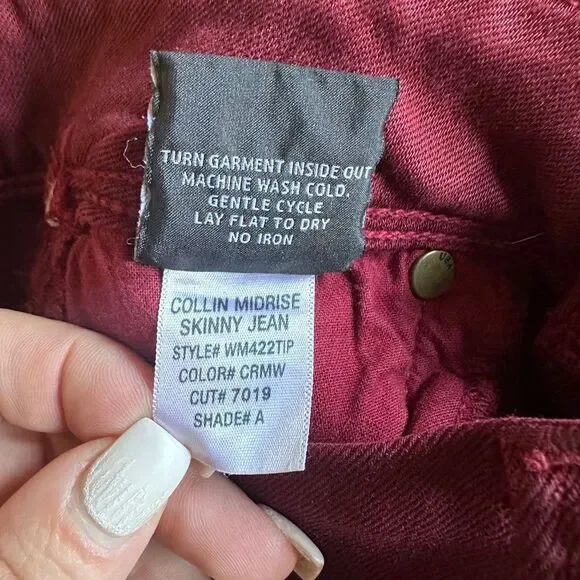 TURN GARMENT INSIDE OUT
MACHINE WASH COLD.
GENTLE CYCLE
LAY FLAT TO DRY
NO IRON
COLLIN MIDRISE
SKINNY JEAN
STYLE# WM422TIP
COLOR# CRMW
CUT# 7019
SHADE# A
USA